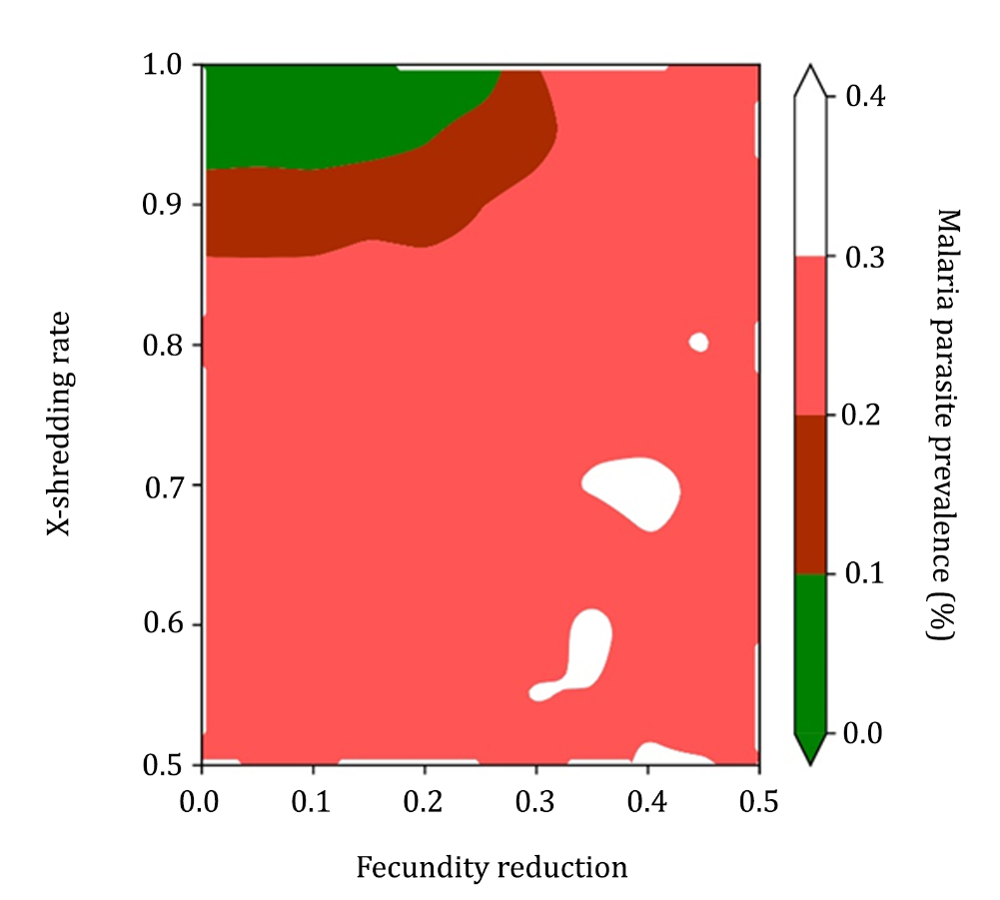 1.0
0.9
0.8
0.7
0.6
0.5
X-shredding rate
0.0 0.1 0.2 0.3 0.4 0.5
Fecundity reduction
0.4
0.3
0.2
0.1
0.0
Malaria parasite prevalence (%)